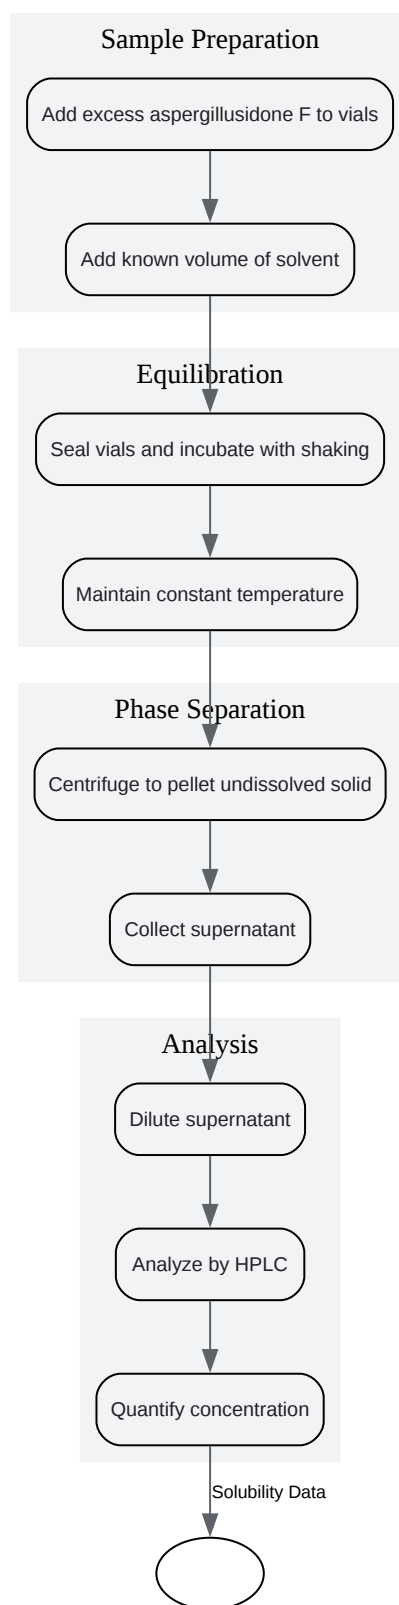 Sample Preparation
Add excess aspergillusidone F to vials
Add known volume of solvent
Equilibration
Seal vials and incubate with shaking
Maintain constant temperature
Phase Separation
Centrifuge to pellet undissolved solid
Collect supernatant
Analysis
Dilute supernatant
Analyze by HPLC
Quantify concentration
Solubility Data